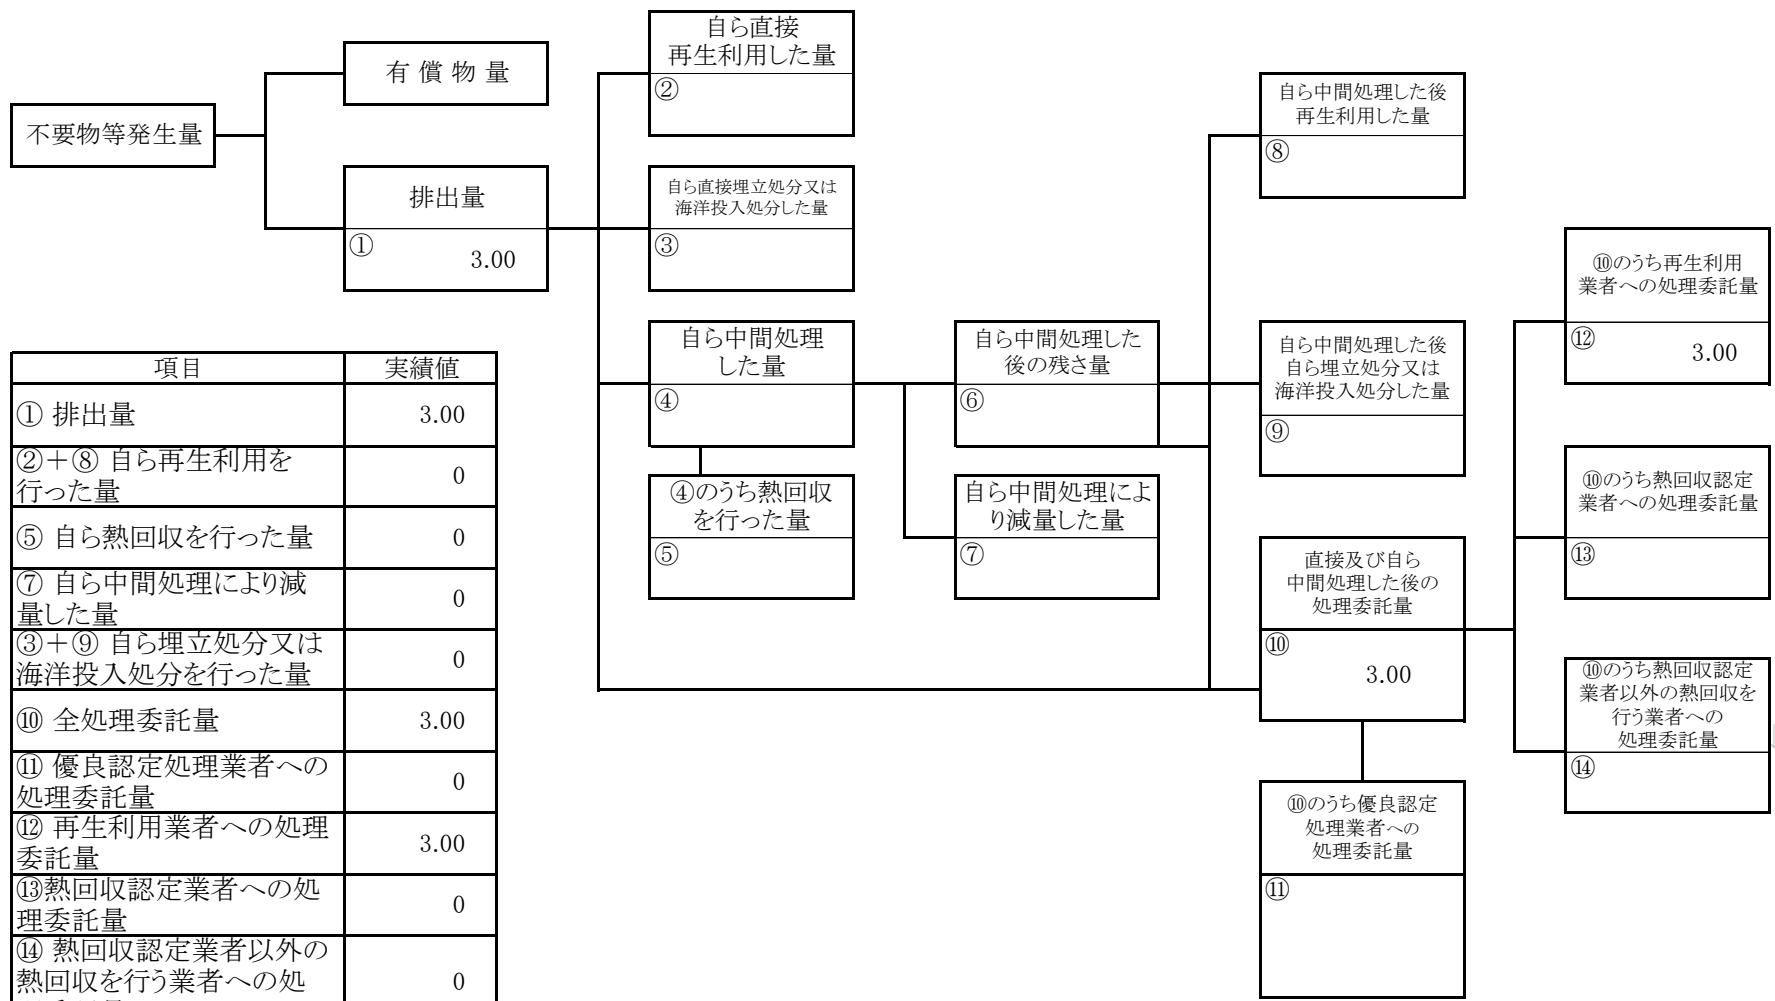 不要物等発生量
有 償 物 量
排出量
①
3.00
自ら直接
再生利用した量
②
自ら直接埋立処分又は
海洋投入処分した量
③
自ら中間処理
した量
④
④のうち熱回収
を行った量
⑤
自ら中間処理した
後の残さ量
⑥
自ら中間処理によ
り減量した量
⑦
自ら中間処理した後
再生利用した量
⑧
自ら中間処理した後
自ら埋立処分又は
海洋投入処分した量
⑨
直接及び自ら
中間処理した後の
処理委託量
⑩
3.00
⑩のうち優良認定
処理業者への
処理委託量
⑪
⑩のうち再生利用
業者への処理委託量
⑫
3.00
⑩のうち熱回収認定
業者への処理委託量
⑬
⑩のうち熱回収認定
業者以外の熱回収を
行う業者への
処理委託量
⑭
項目 実績値
① 排出量 3.00
②＋⑧ 自ら再生利用を
行った量 0
⑤ 自ら熱回収を行った量 0
⑦ 自ら中間処理により減
量した量 0
③＋⑨ 自ら埋立処分又は
海洋投入処分を行った量 0
⑩ 全処理委託量 3.00
⑪ 優良認定処理業者への
処理委託量 0
⑫ 再生利用業者への処理
委託量 3.00
⑬熱回収認定業者への処
理委託量 0
⑭ 熱回収認定業者以外の
熱回収を行う業者への処 0